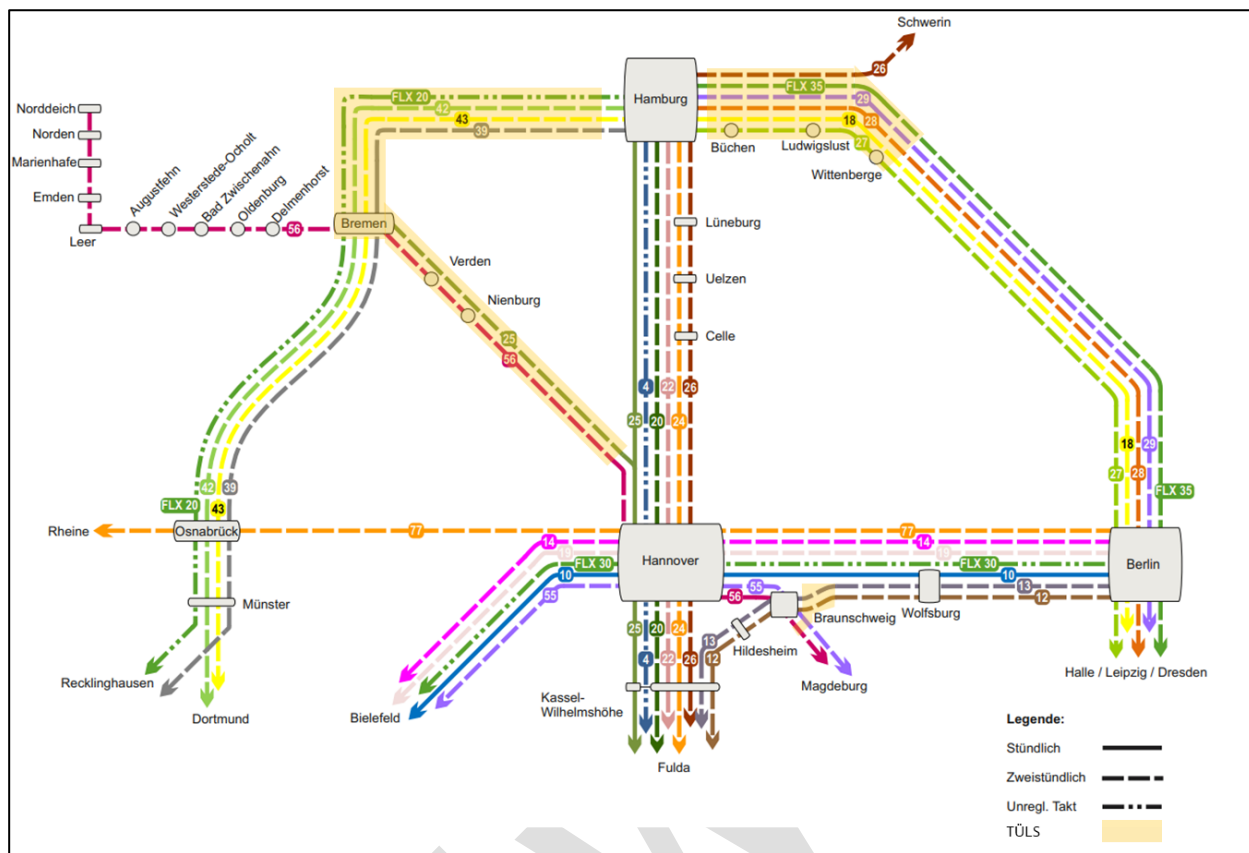 Schwerin
26
FLX 35
29
28
18
27
Hamburg
Büchen
Ludwigslust
Wittenberge
FLX 20
42
43
39
Norddeich
Norden
Marienhafe
Emden
Leer
Augustfehn
Westerstede-Ocholt
Bad Zwischenahn
Oldenburg
Delmenhorst
56
Bremen
Verden
Nienburg
25
56
Lüneburg
Uelzen
Celle
4
22
26
25
20
24
18
29
27
28
FLX 35
42
39
FLX 20
43
Rheine
77
Osnabrück
Münster
Recklinghausen
Dortmund
14
19
FLX 30
10
55
Bielefeld
Hannover
77
14
19
FLX 30
10
55
56
13
12
Braunschweig
Wolfsburg
Berlin
13
12
Hildesheim
Magdeburg
25
20
24
4
22
26
Kassel-
Wilhelmshöhe
Fulda
Halle / Leipzig / Dresden
Legende:
Stündlich
Zweistündlich
Unregl. Takt
TÜLS